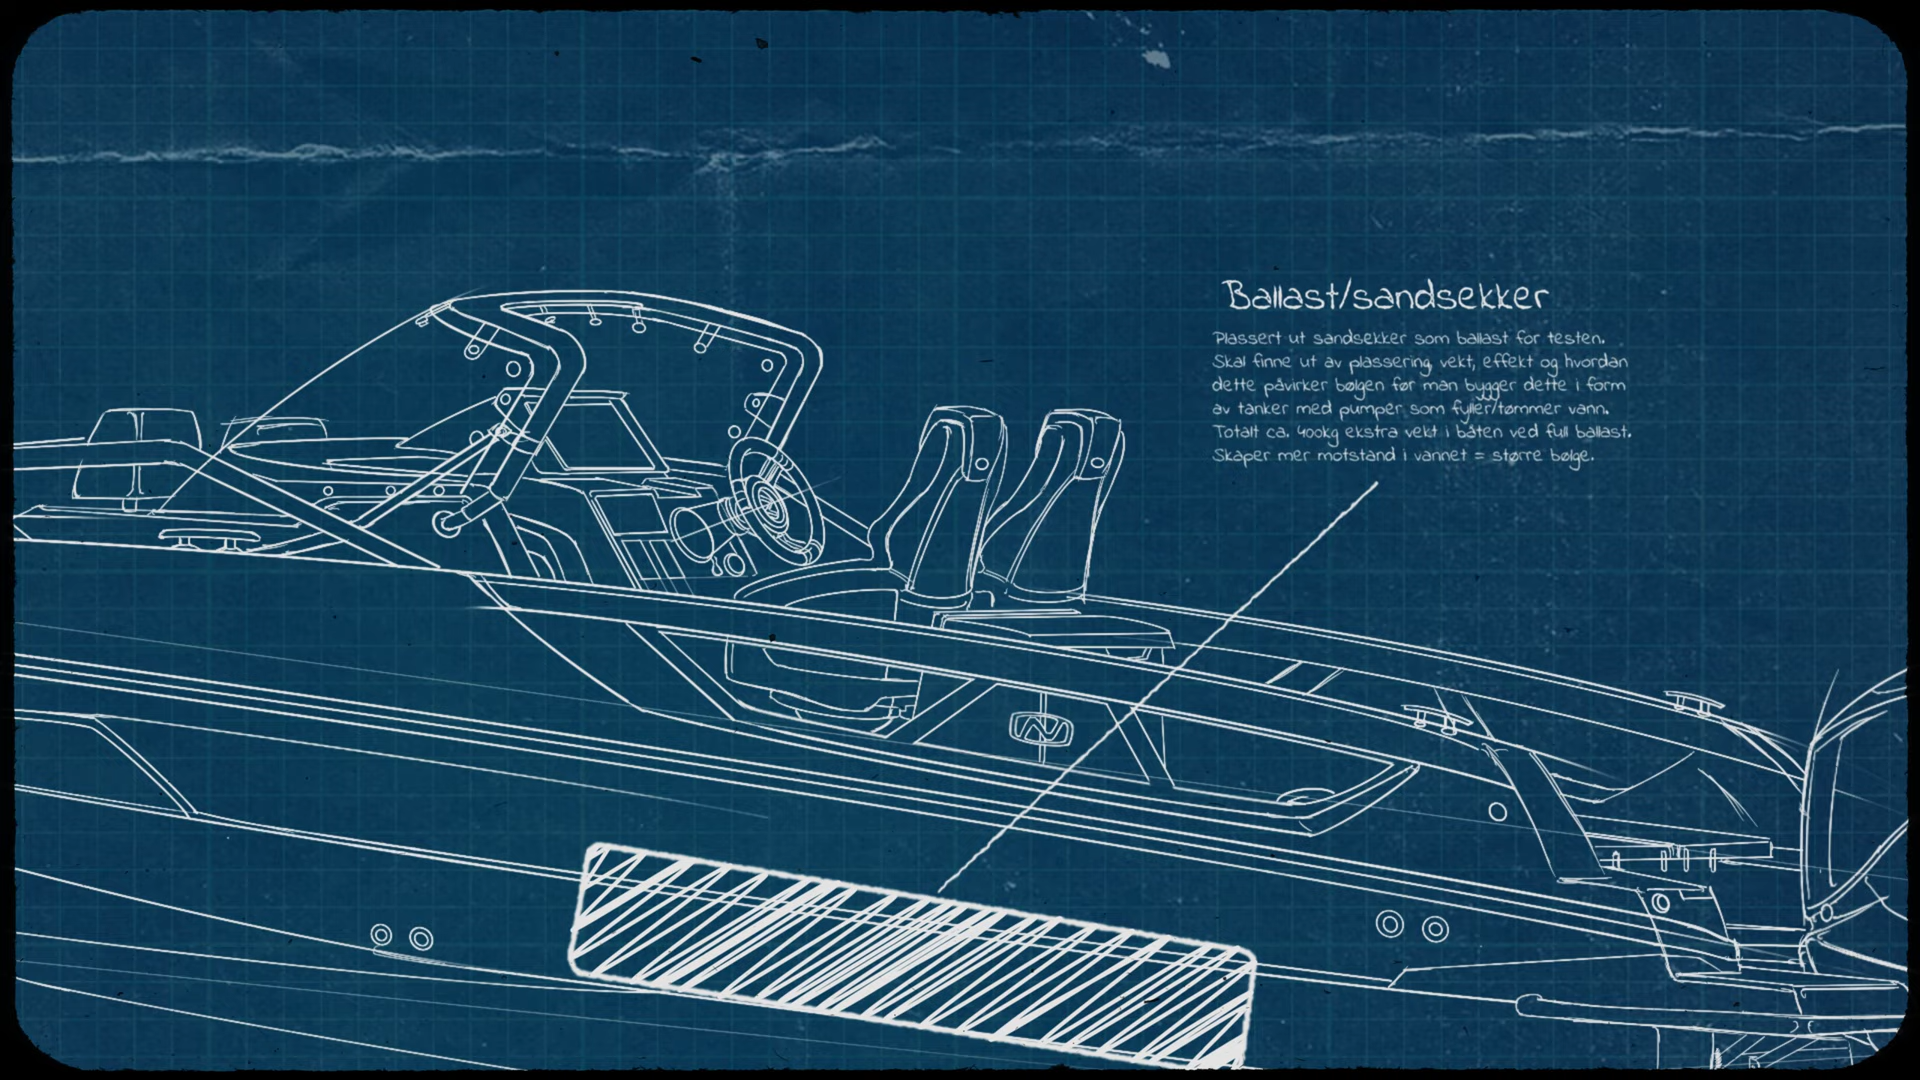 Ballast/sandsekker
Plassert ut sandsekker som ballast for testen.
Skal finne ut av plassering, vekt, effekt og hvordan
dette påvirker bølgen før man bygger dette i form
av tanker med pumper som fyller/tømmer vann.
Totalt ca. 400kg ekstra vekt i båten ved full ballast.
Skaper mer motstand i vannet = større bølge.